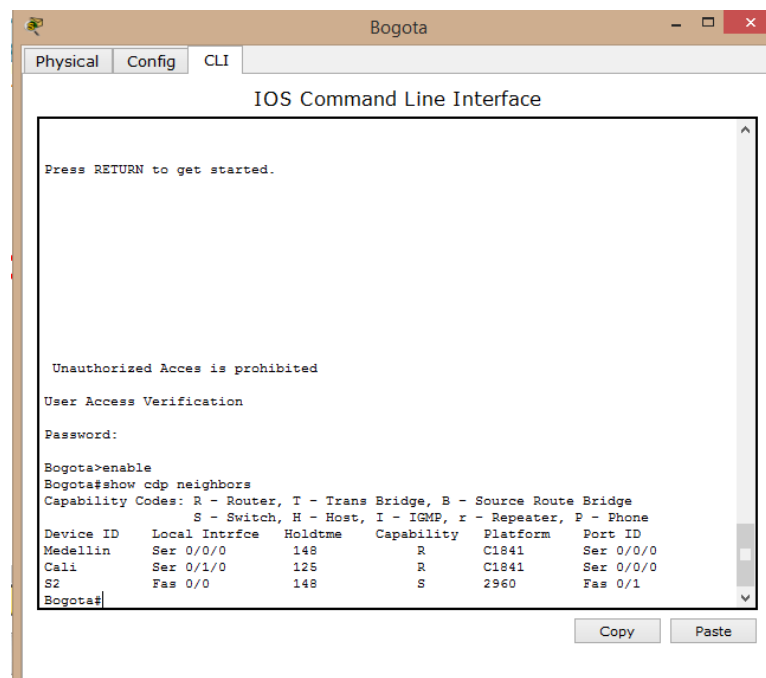 Bogota
Physical Config CLI
IOS Command Line Interface
Press RETURN to get started.
Unauthorized Acces is prohibited
User Access Verification
Password:
Bogota>enable
Bogota#show cdp neighbors
Capability Codes: R - Router, T - Trans Bridge, B - Source Route Bridge
S - Switch, H - Host, I - IGMP, r - Repeater, P - Phone
Device ID Local Intrfce Holdtme Capability Platform Port ID
Medellin Ser 0/0/0 148 R C1841 Ser 0/0/0
Cali Ser 0/1/0 125 R C1841 Ser 0/0/0
S2 Fas 0/0 148 S 2960 Fas 0/1
Bogota#
Copy Paste